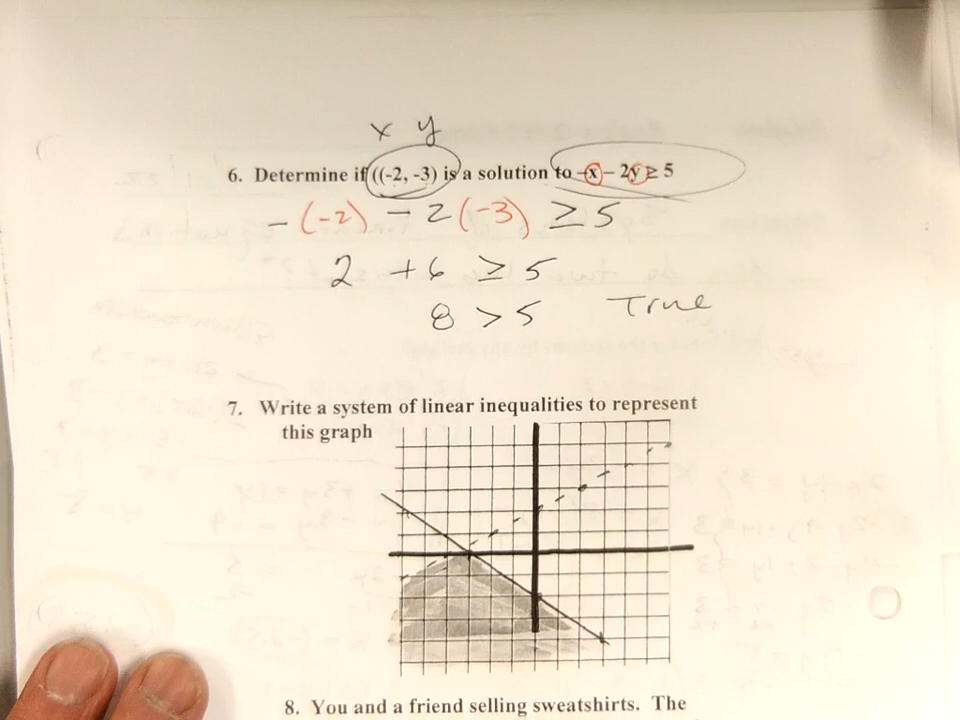 x y
6. Determine if ((-2, -3) is a solution to -x - 2y ≥ 5
- (-2) - 2 (-3) ≥ 5
2 + 6 ≥ 5
8 > 5 True
7. Write a system of linear inequalities to represent
this graph
8. You and a friend selling sweatshirts. The